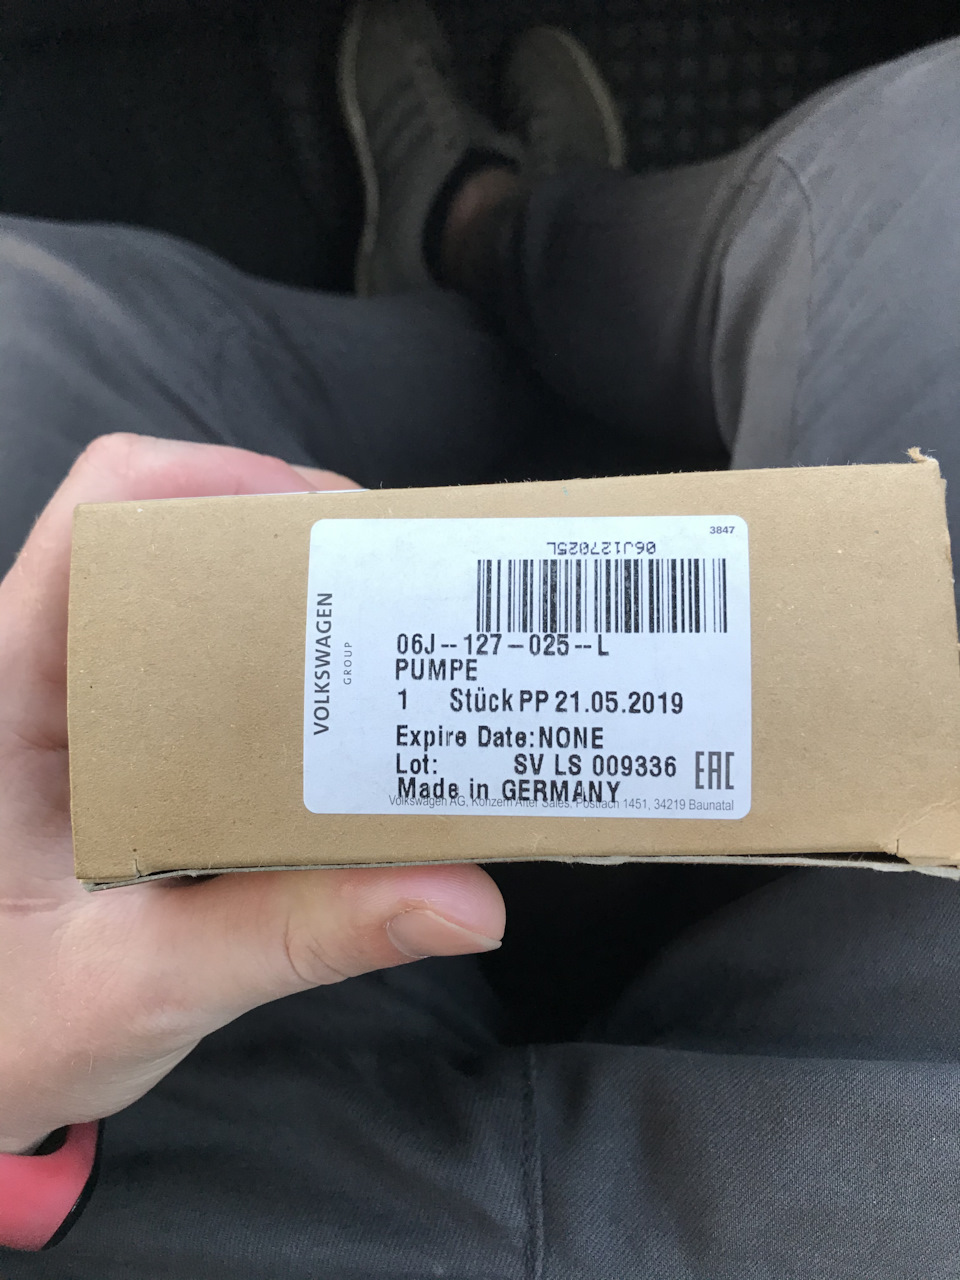 3847
06J127025L
VOLKSWAGEN
GROUP
06J--127-025--L
PUMPE
1 Stück PP 21.05.2019
Expire Date:NONE
Lot: SV LS 009336
EAC
Made in GERMANY
Volkswagen AG, Konzern After Sales, Postfach 1451, 34219 Baunatal